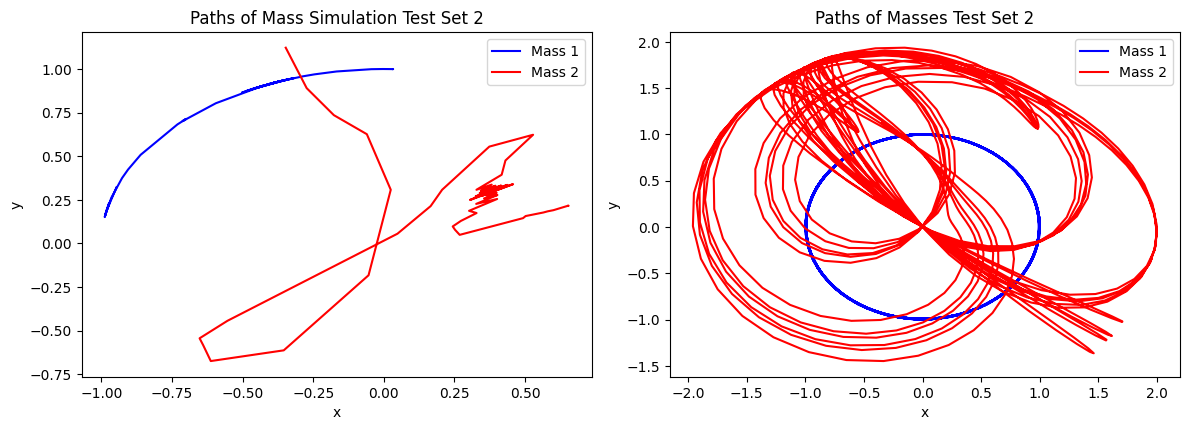 Paths of Mass Simulation Test Set 2
Mass 1
Mass 2
y
1.00
0.75
0.50
0.25
0.00
−0.25
−0.50
−0.75
−1.00 −0.75 −0.50 −0.25 0.00 0.25 0.50
x
Paths of Masses Test Set 2
Mass 1
Mass 2
y
2.0
1.5
1.0
0.5
0.0
−0.5
−1.0
−1.5
−2.0 −1.5 −1.0 −0.5 0.0 0.5 1.0 1.5 2.0
x